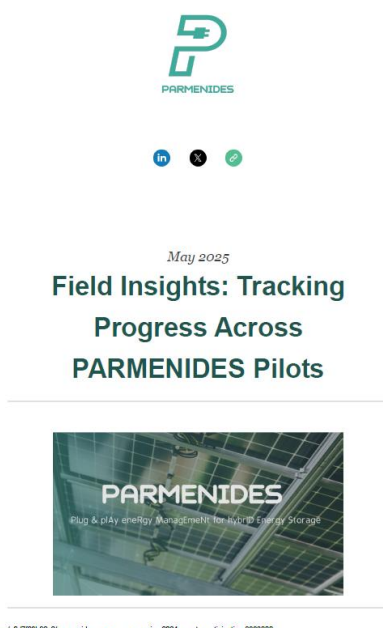 PARMENIDES
in X
May 2025
Field Insights: Tracking
Progress Across
PARMENIDES Pilots
PARMENIDES
Plug & plAy eneRgy ManagEmeNt for hybrID Energy Storage